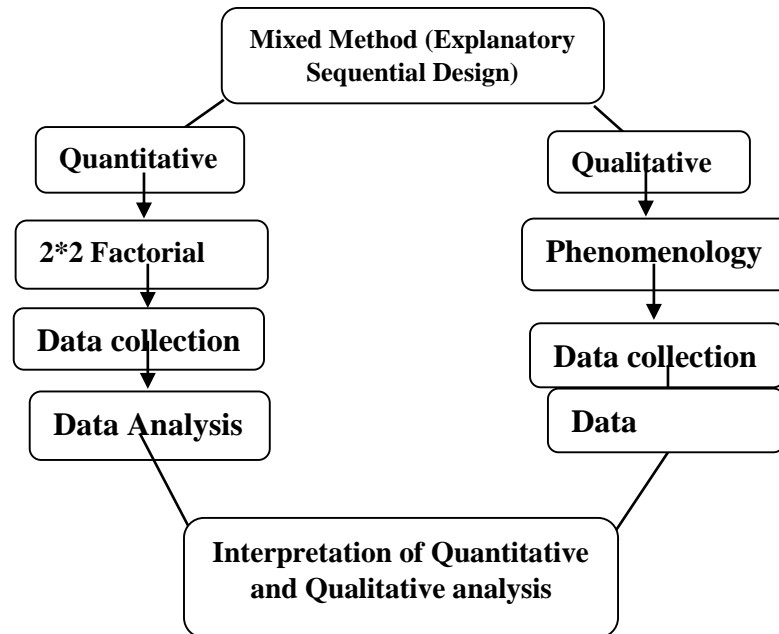 Mixed Method (Explanatory
Sequential Design)
Quantitative
Qualitative
2*2 Factorial
Phenomenology
Data collection
Data collection
Data Analysis
Data
Interpretation of Quantitative
and Qualitative analysis